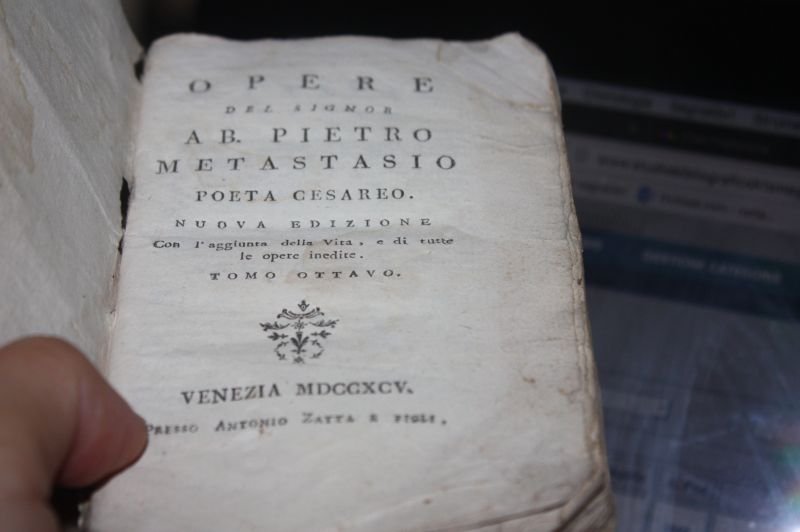 OPERE
DEL SIGNOR
AB. PIETRO
METASTASIO
POETA CESAREO.
NUOVA EDIZIONE
Con l'aggiunta della Vita, e di tutte
le opere inedite.
TOMO OTTAVO.
VENEZIA MDCCXCV.
PRESSO ANTONIO ZATTA E FIGLI,